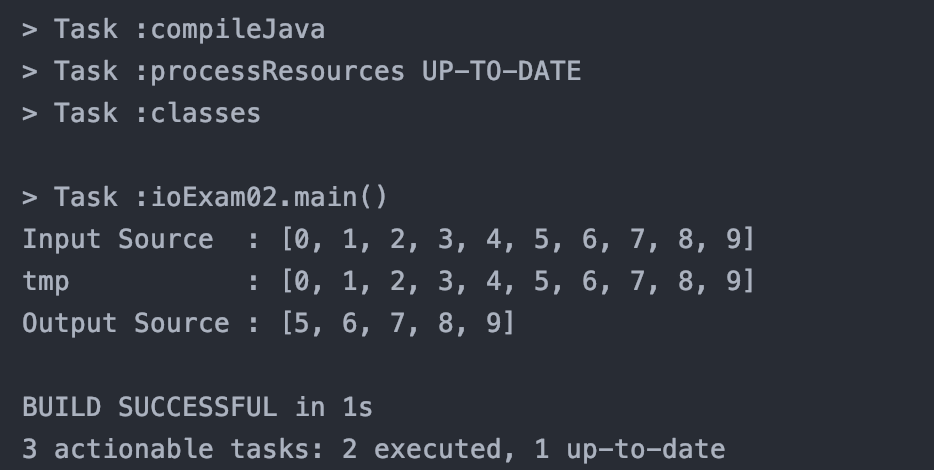 > Task :compileJava
> Task :processResources UP-TO-DATE
> Task :classes
> Task :ioExam02.main()
Input Source  : [0, 1, 2, 3, 4, 5, 6, 7, 8, 9]
tmp           : [0, 1, 2, 3, 4, 5, 6, 7, 8, 9]
Output Source : [5, 6, 7, 8, 9]
BUILD SUCCESSFUL in 1s
3 actionable tasks: 2 executed, 1 up-to-date